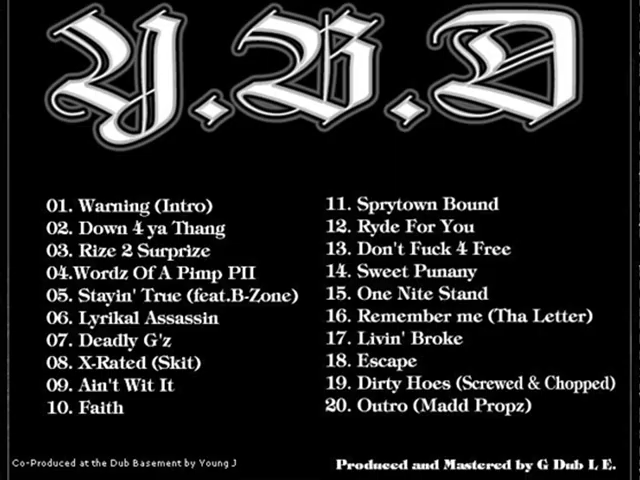 Y.B.D
01. Warning (Intro)
02. Down 4 ya Thang
03. Rize 2 Surprize
04.Wordz Of A Pimp PII
05. Stayin' True (feat.B-Zone)
06. Lyrikal Assassin
07. Deadly G'z
08. X-Rated (Skit)
09. Ain't Wit It
10. Faith
11. Sprytown Bound
12. Ryde For You
13. Don't Fuck 4 Free
14. Sweet Punany
15. One Nite Stand
16. Remember me (Tha Letter)
17. Livin' Broke
18. Escape
19. Dirty Hoes (Screwed & Chopped)
20. Outro (Madd Propz)
Co-Produced at the Dub Basement by Young J
Produced and Mastered by G Dub L E.